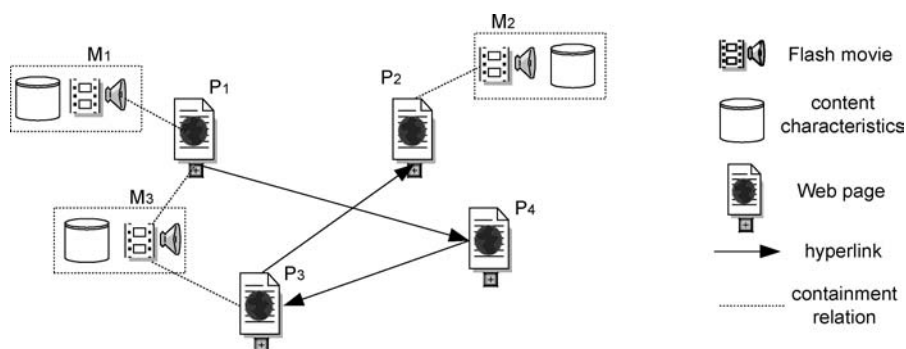 M1
M2
P1
P2
M3
P4
P3
Flash movie
content
characteristics
Web page
hyperlink
containment
relation